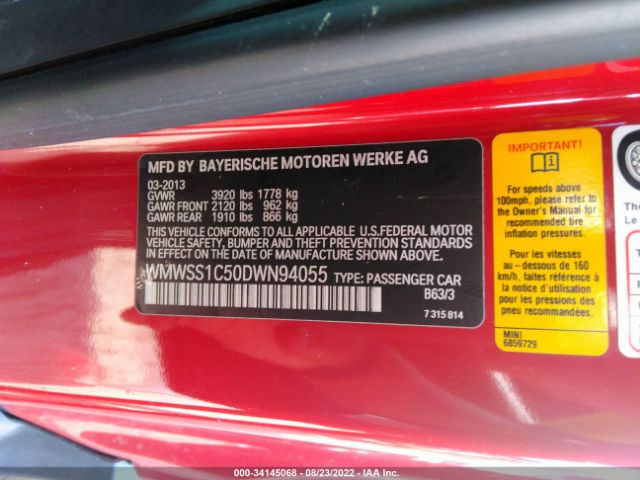 MFD BY BAYERISCHE MOTOREN WERKE AG
03-2013
GVWR 3920 lbs 1778 kg
GAWR FRONT 2120 lbs 962 kg
GAWR REAR 1910 lbs 866 kg
THIS VEHICLE CONFORMS TO ALL APPLICABLE U.S.FEDERAL MOTOR
VEHICLE SAFETY, BUMPER,AND THEFT PREVENTION STANDARDS
IN EFFECT ON THE DATE OF MANUFACTURE SHOWN ABOVE.
WMWSS1C50DWN94055 TYPE: PASSENGER CAR
B63/3
7 315 814
IMPORTANT!
For speeds above
100mph, please refer to
the Owner's Manual for
recommended tire
inflation pressures.
Pour les vitesses
au-dessus de 160
km/h, faites référence
à la notice d'utilisation
pour les pressions des
pneu recommandées.
MINI
6859729
The
© - 34145068 - 08/23/2022 - IAA Inc.